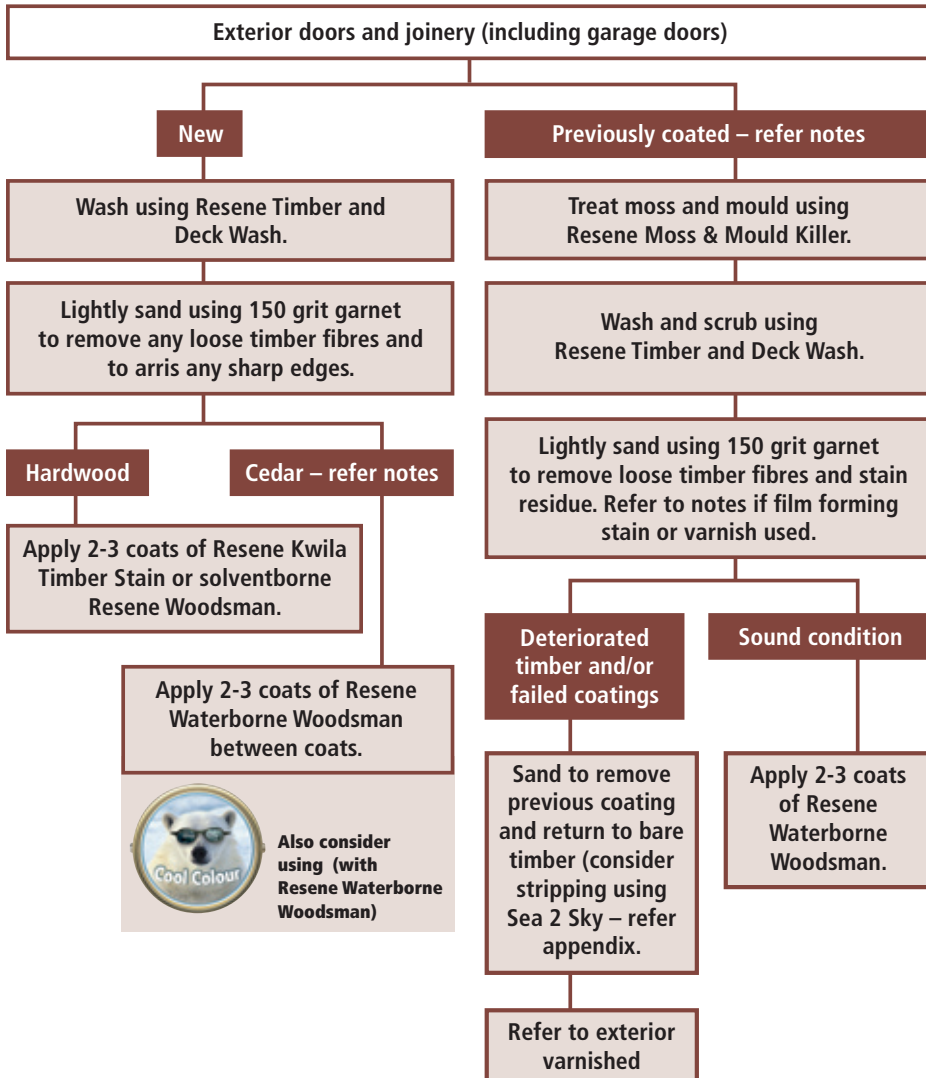 Exterior doors and joinery (including garage doors)
New
Wash using Resene Timber and
Deck Wash.
Lightly sand using 150 grit garnet
to remove any loose timber fibres and
to arris any sharp edges.
Hardwood
Apply 2-3 coats of Resene Kwila
Timber Stain or solventborne
Resene Woodsman.
Cedar – refer notes
Apply 2-3 coats of Resene
Waterborne Woodsman
between coats.
Cool Colour
Also consider
using (with
Resene Waterborne
Woodsman)
Previously coated – refer notes
Treat moss and mould using
Resene Moss & Mould Killer.
Wash and scrub using
Resene Timber and Deck Wash.
Lightly sand using 150 grit garnet
to remove loose timber fibres and stain
residue. Refer to notes if film forming
stain or varnish used.
Deteriorated
timber and/or
failed coatings
Sand to remove
previous coating
and return to bare
timber (consider
stripping using
Sea 2 Sky – refer
appendix.
Refer to exterior
varnished
Sound condition
Apply 2-3 coats
of Resene
Waterborne
Woodsman.